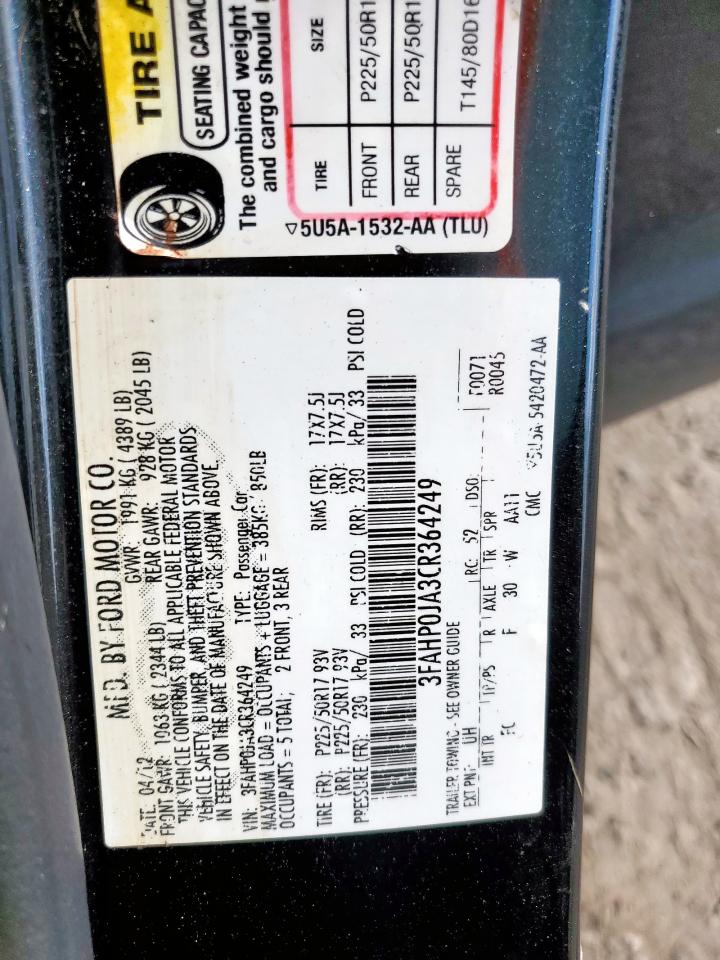 TIRE A
SEATING CAPAC
The combined weight
and cargo should
TIRE SIZE
FRONT P225/50R1
REAR P225/50R1
SPARE T145/80D16
5U5A-1532-AA (TLU)
MFD. BY FORD MOTOR CO.
DATE: 04/12 GVWR: 1991 KG ( 4389 LB)
FRONT GAWR: 1063 KG ( 2344 LB) REAR GAWR: 928 KG ( 2045 LB)
THIS VEHICLE CONFORMS TO ALL APPLICABLE FEDERAL MOTOR
VEHICLE SAFETY, BUMPER, AND THEFT PREVENTION STANDARDS
IN EFFECT ON THE DATE OF MANUFACTURE SHOWN ABOVE.
VIN: 3FAHP0JA3CR364249 TYPE: Passenger Car
MAXIMUM LOAD = OCCUPANTS + LUGGAGE = 385KG/ 850LB
OCCUPANTS = 5 TOTAL; 2 FRONT, 3 REAR
TIRE (FR): P225/50R17 93V RIMS (FR): 17X7.5J
(RR): P225/50R17 93V (RR): 17X7.5J
PRESSURE (FR): 230 kPa/ 33 PSI COLD (RR): 230 kPa/ 33 PSI COLD
3FAHP0JA3CR364249
TRAILER TOWING - SEE OWNER GUIDE
F0071
EXT PNT: UH RC: 52 DSO: R0045
INT TR TP/PS R AXLE TR SPR
FC F 30 W AA11
CMC 5U5A-5420472-AA